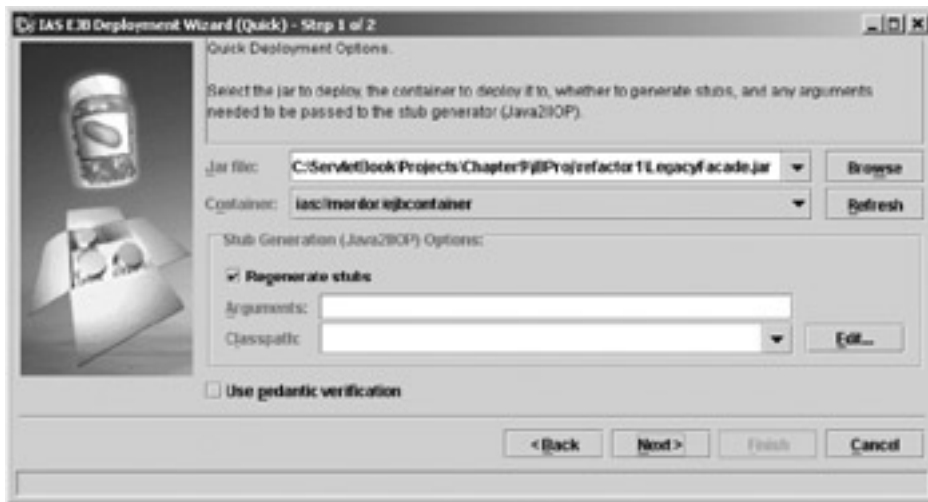 IAS EJB Deployment Wizard (Quick) - Step 1 of 2
Quick Deployment Options.
Select the jar to deploy, the container to deploy it to, whether to generate stubs, and any arguments
needed to be passed to the stub generator (Java2IIOP).
Jar file: C:\ServletBook\Projects\Chapter9\jBProj\refactor1\LegacyFacade.jar Browse
Container: ias://mordor/ejbcontainer Refresh
Stub Generation (Java2IIOP) Options:
Regenerate stubs
Arguments:
Classpath: Edit...
Use pedantic verification
< Back Next > Finish Cancel